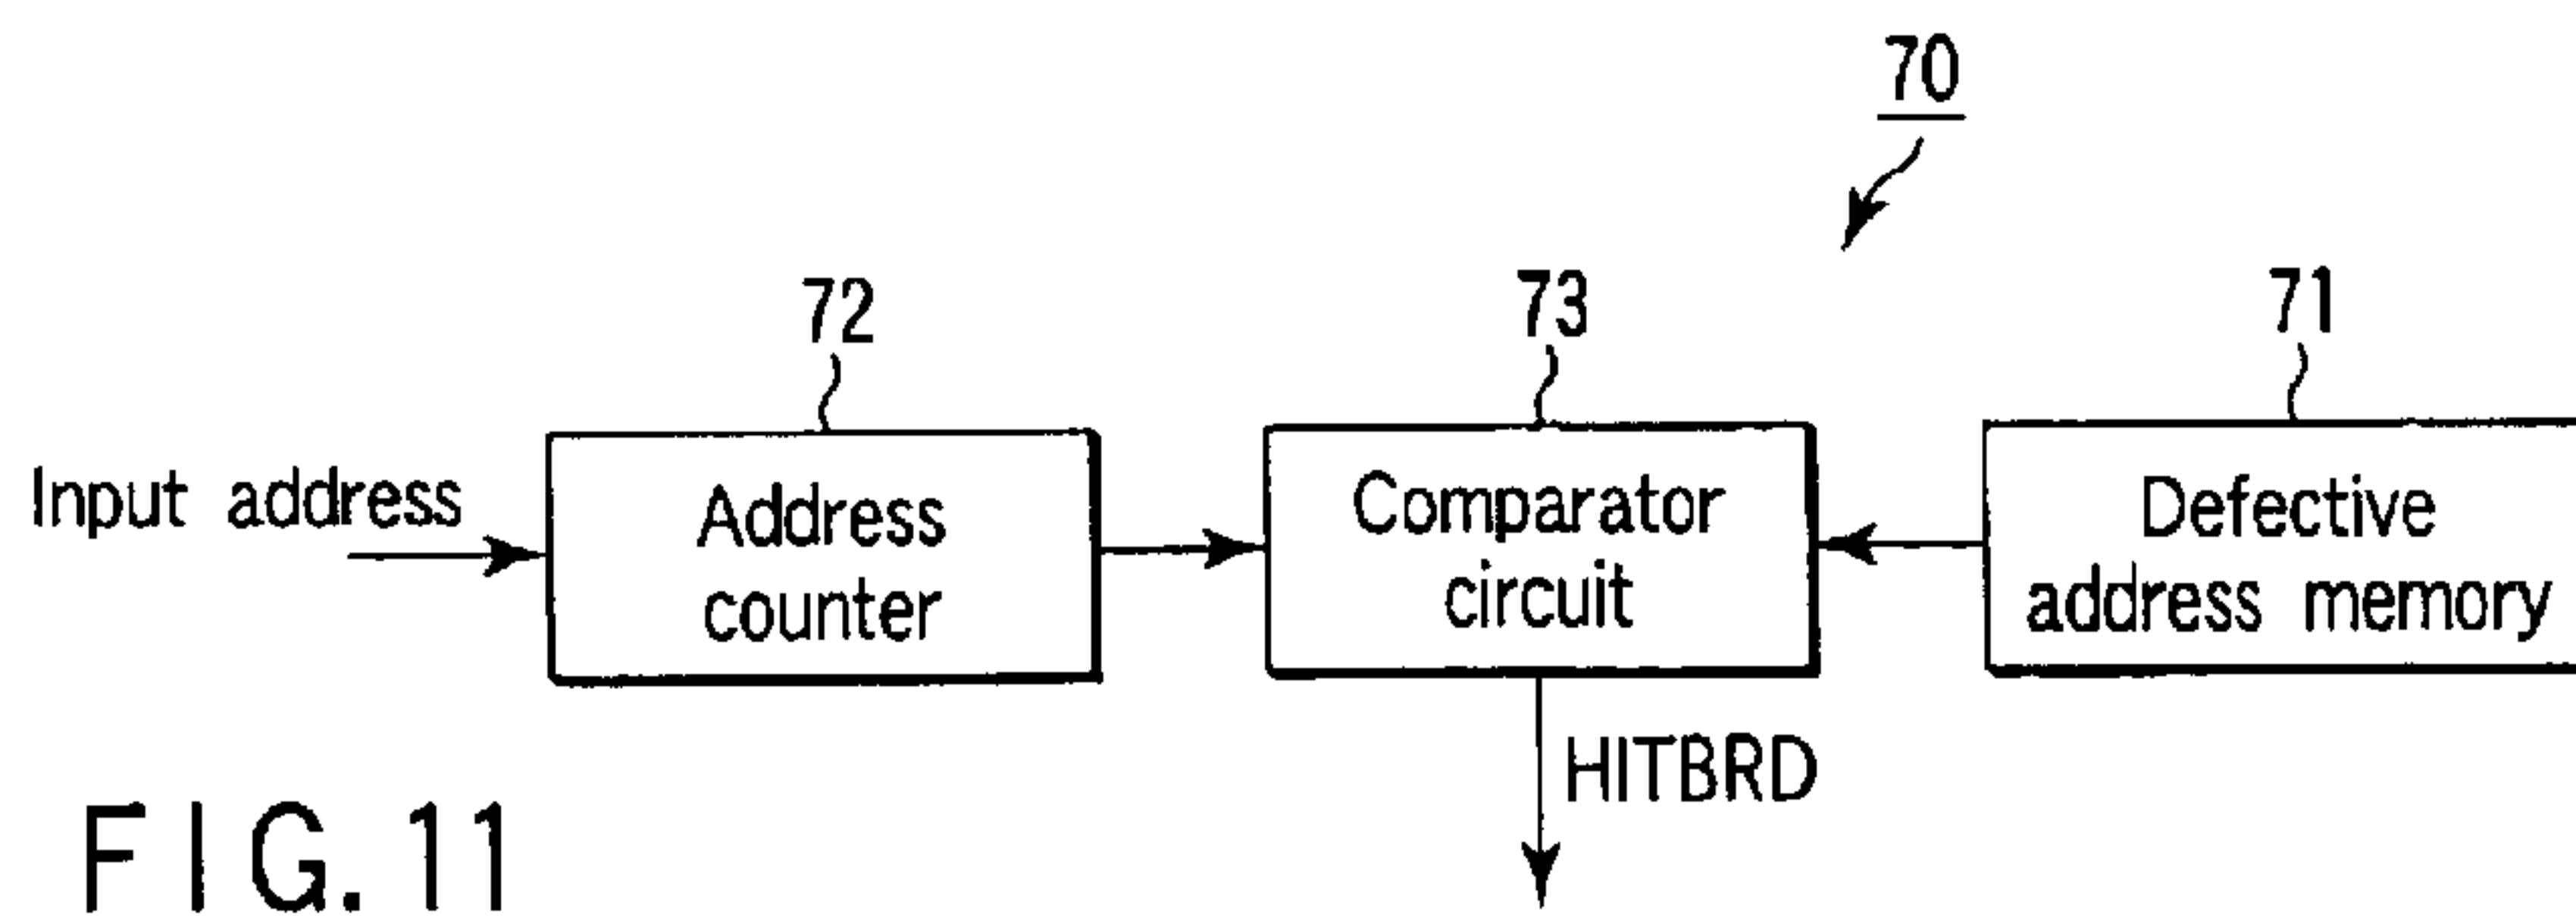 70
72
73
71
Input address
Address
counter
Comparator
circuit
Defective
address memory
HITBRD
FIG. 11